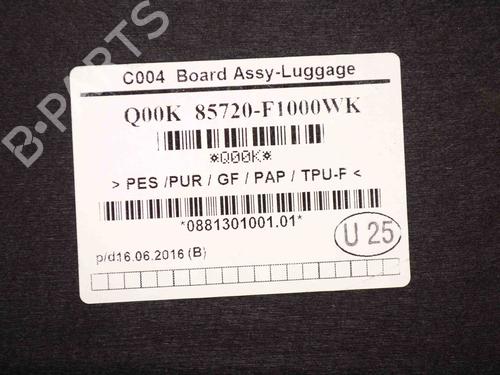 B-PARTS
C004 Board Assy-Luggage
Q00K 85720-F1000WK
*Q00K*
> PES /PUR / GF / PAP / TPU-F <
*0881301001.01*
U 25
p/d16.06.2016 (B)